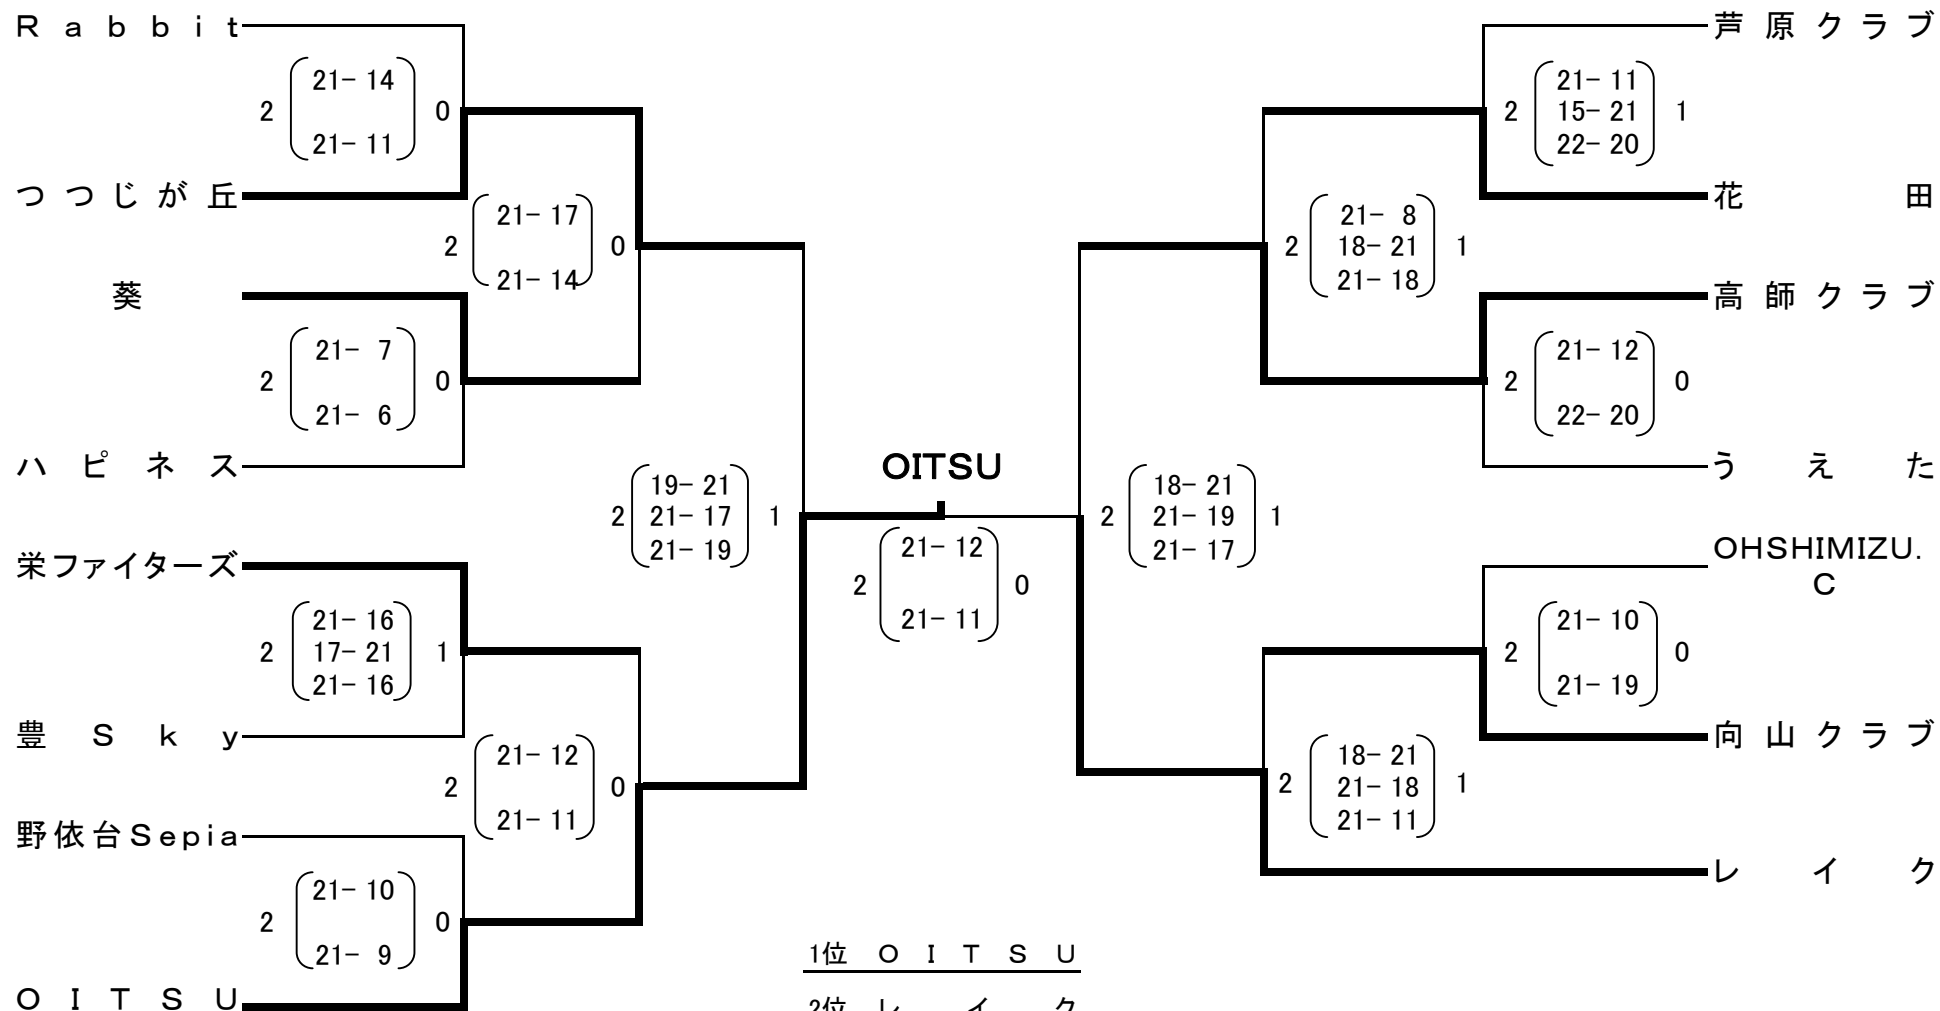 Rabbit
2 21-14 0
21-11
つつじが丘
2 21-17 0
21-14
葵
2 21-7 0
21-6
ハピネス
19-21
2 21-17 1
21-19
栄ファイターズ
21-16
2 17-21 1
21-16
豊Sky
2 21-12 0
21-11
野依台Sepia
2 21-10 0
21-9
OITSU
OITSU
2 21-12 0
21-11
芦原クラブ
21-11
2 15-21 1
22-20
花田
21-8
2 18-21 1
21-18
高師クラブ
2 21-12 0
22-20
うえた
18-21
2 21-19 1
21-17
OHSHIMIZU.
C
2 21-10 0
21-19
向山クラブ
18-21
2 21-18 1
21-11
レイク
1位 OITSU
2位 レイク